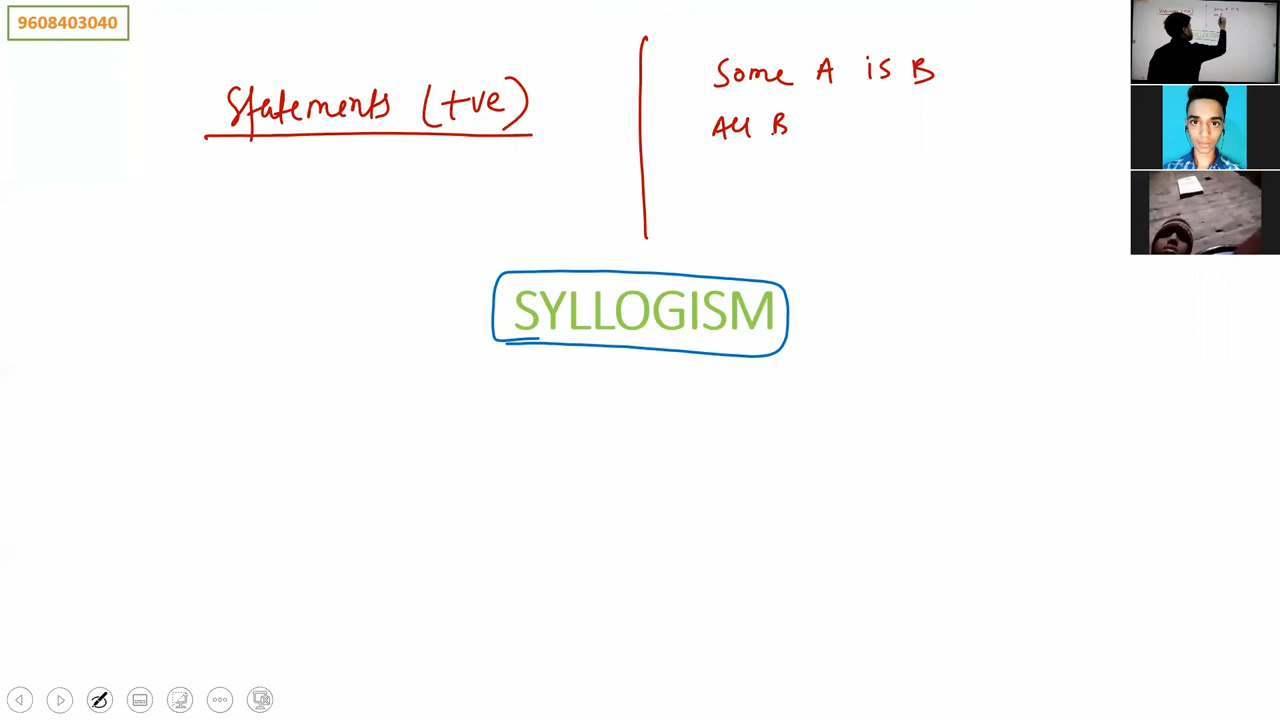 9608403040
Statements (+ve)
Some A is B
All B
SYLLOGISM